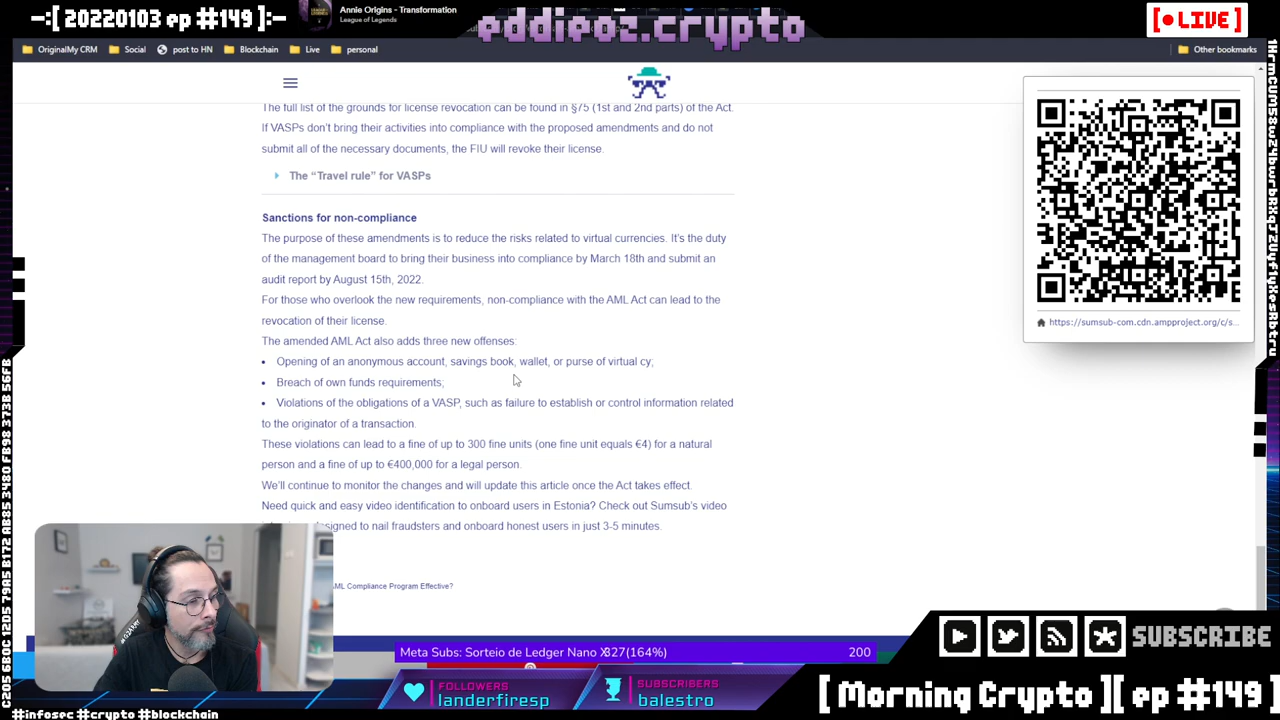 -:[ 20220103 ep #149 ]:-
Annie Origins - Transformation
League of Legends
eddieoz.crypto
[● LIVE]
OriginalMy CRM
Social
post to HN
Blockchain
Live
personal
Other bookmarks
The full list of the grounds for license revocation can be found in §75 (1st and 2nd parts) of the Act.
If VASPs don't bring their activities into compliance with the proposed amendments and do not
submit all of the necessary documents, the FIU will revoke their license.
The “Travel rule” for VASPs
Sanctions for non-compliance
The purpose of these amendments is to reduce the risks related to virtual currencies. It's the duty
of the management board to bring their business into compliance by March 18th and submit an
audit report by August 15th, 2022.
For those who overlook the new requirements, non-compliance with the AML Act can lead to the
revocation of their license.
The amended AML Act also adds three new offenses:
• Opening of an anonymous account, savings book, wallet, or purse of virtual cy;
• Breach of own funds requirements;
• Violations of the obligations of a VASP, such as failure to establish or control information related
to the originator of a transaction.
These violations can lead to a fine of up to 300 fine units (one fine unit equals €4) for a natural
person and a fine of up to €400,000 for a legal person.
We'll continue to monitor the changes and will update this article once the Act takes effect.
Need quick and easy video identification to onboard users in Estonia? Check out Sumsub's video
designed to nail fraudsters and onboard honest users in just 3-5 minutes.
AML Compliance Program Effective?
https://sumsub-com.cdn.ampproject.org/c/s...
C505 5B0C 12D5 79A5 B172 AB85 3480 FB98 373B 56FB
Meta Subs: Sorteio de Ledger Nano X
327(164%)
200
FOLLOWERS
landerfiresp
SUBSCRIBERS
balestro
SUBSCRIBE
[ Morning Crypto ][ ep #149 ]
#infosec #crypto #blockchain